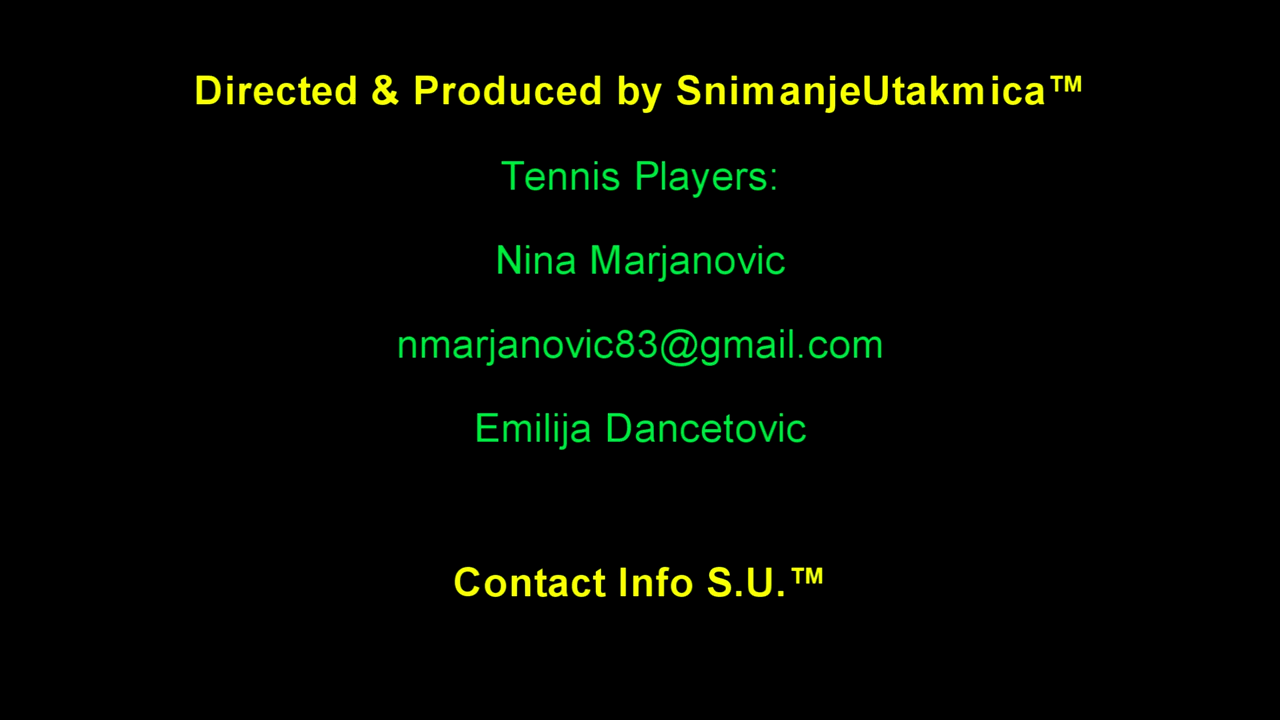 Directed & Produced by SnimanjeUtakmica™
Tennis Players:
Nina Marjanovic
nmarjanovic83@gmail.com
Emilija Dancetovic
Contact Info S.U.™